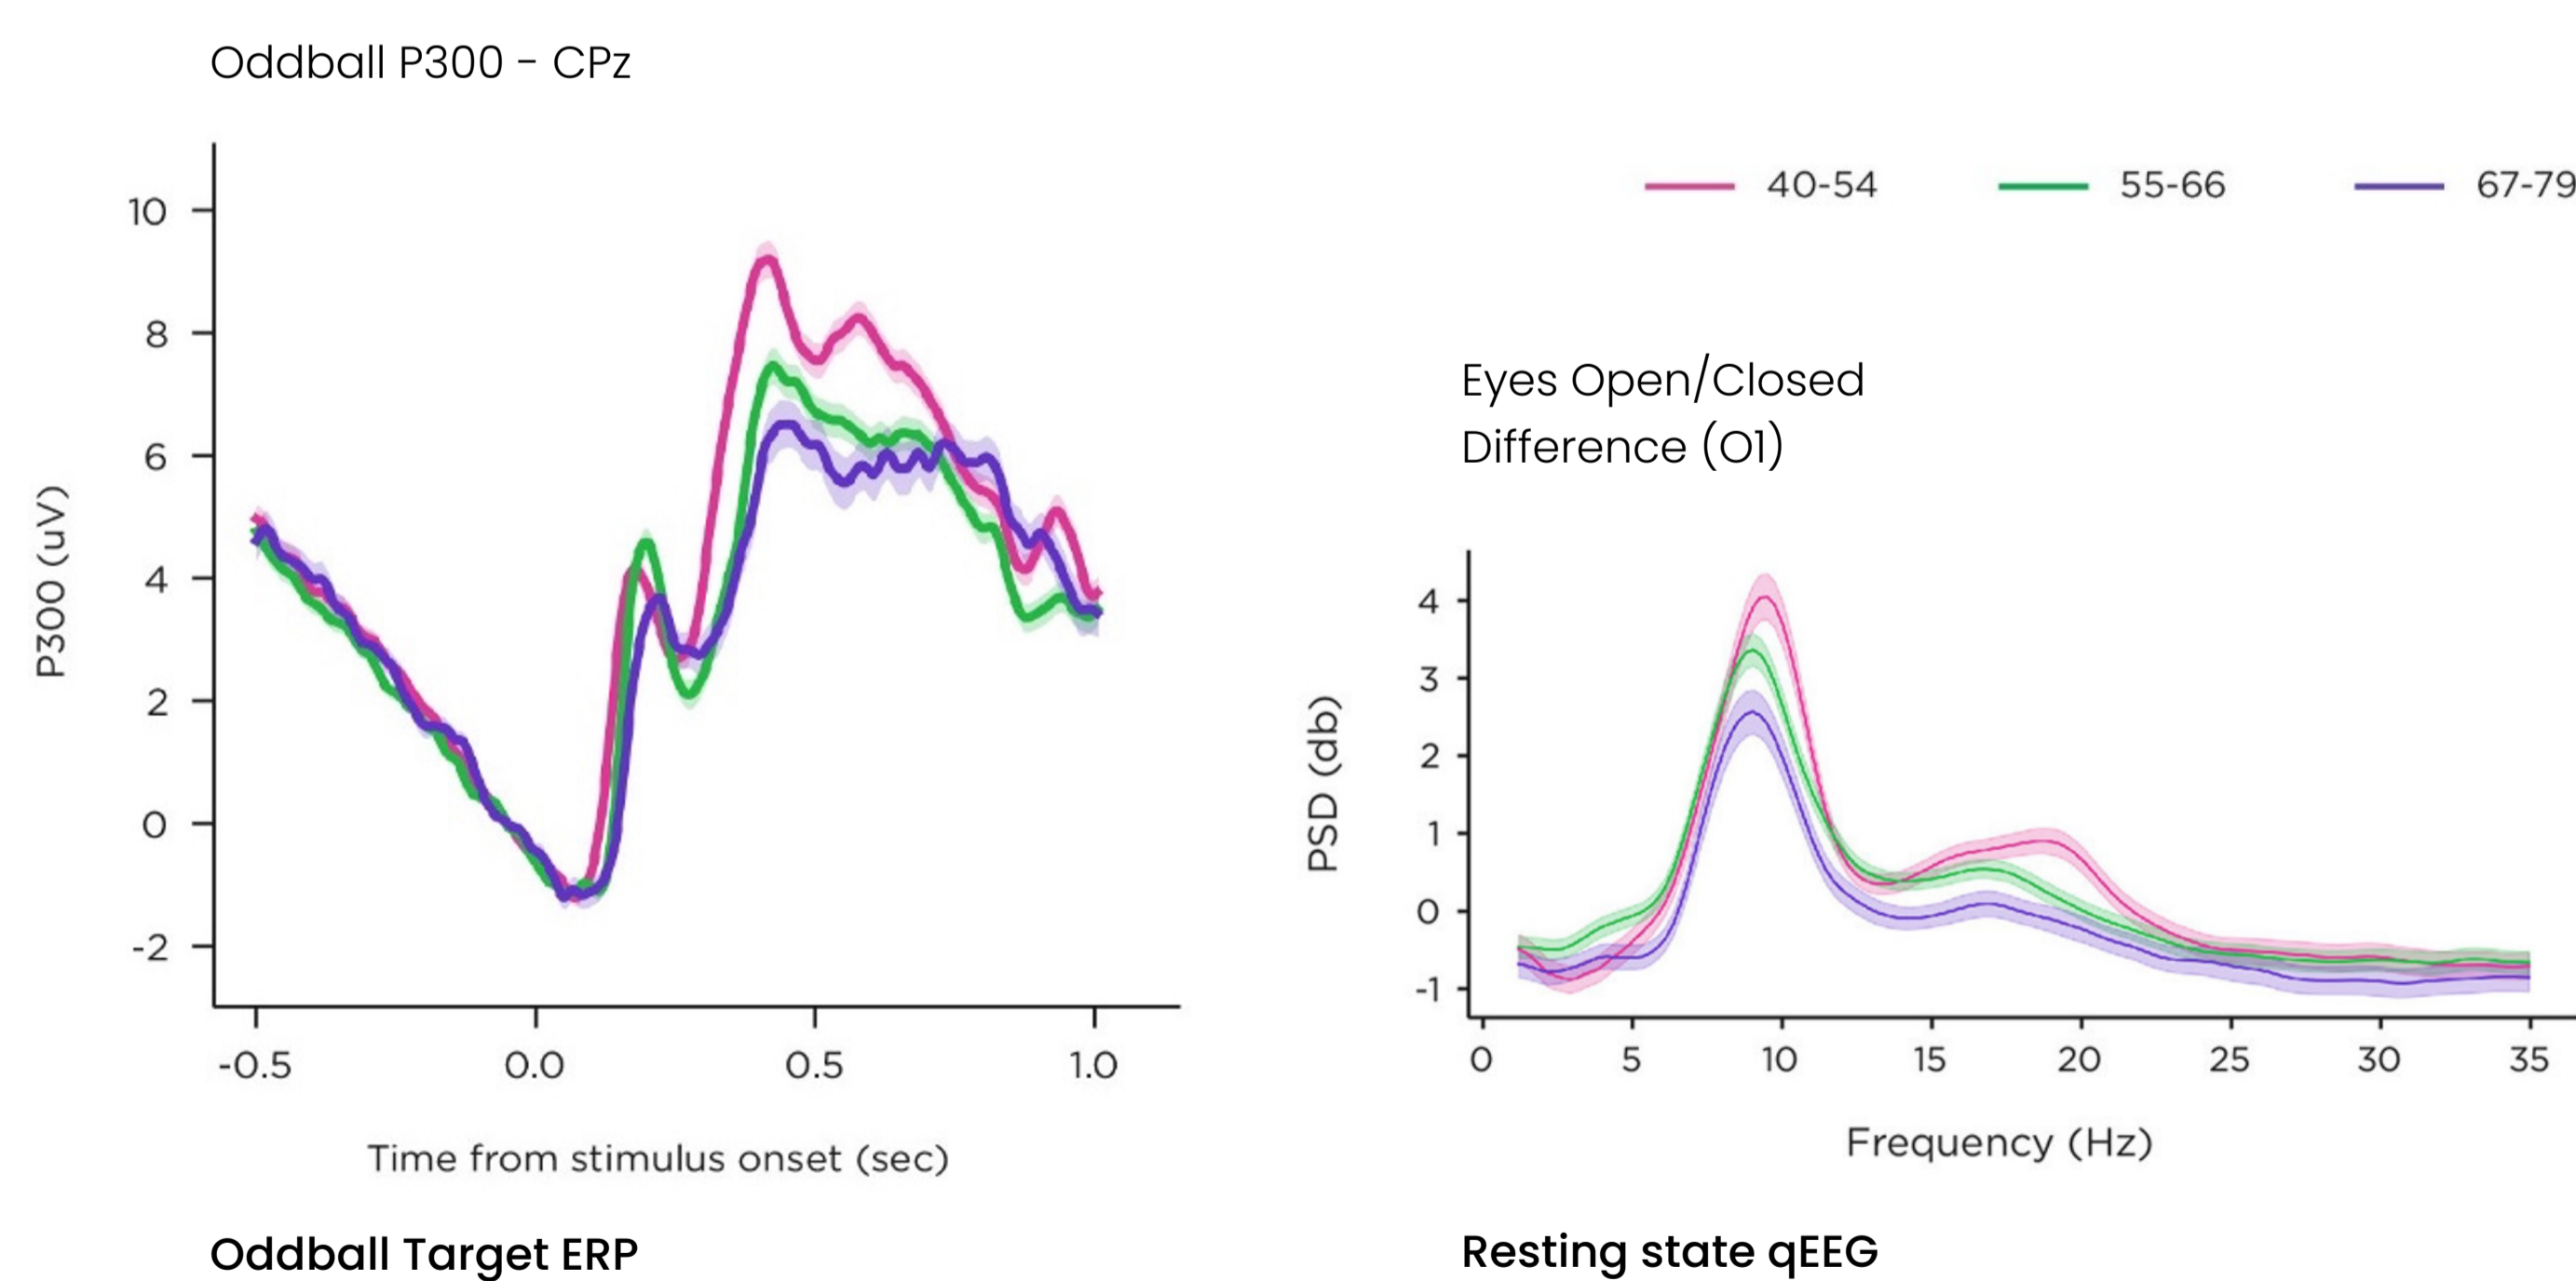 Oddball P300 - CPz
10
8
6
4
2
0
-2
P300 (uV)
-0.5 0.0 0.5 1.0
Time from stimulus onset (sec)
Oddball Target ERP
40-54 55-66 67-79
Eyes Open/Closed
Difference (O1)
4
3
2
1
0
-1
PSD (db)
0 5 10 15 20 25 30 35
Frequency (Hz)
Resting state qEEG